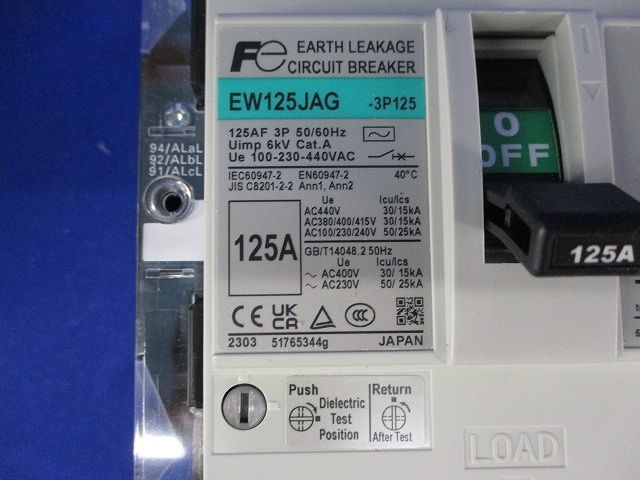 Fe EARTH LEAKAGE
CIRCUIT BREAKER
EW125JAG -3P125
125AF 3P 50/60Hz
Uimp 6kV Cat.A
Ue 100-230-440VAC
IEC60947-2 EN60947-2 40°C
JIS C8201-2-2 Ann1, Ann2
125A
Ue Icu/Ics
AC440V 30/15kA
AC380/400/415V 30/15kA
AC100/230/240V 50/25kA
GB/T14048.2 50Hz
Ue Icu/Ics
~ AC400V 30/15kA
~ AC230V 50/25kA
CE UK CA CCC
2303 51765344g JAPAN
94/ALaL
92/ALbL
91/ALcL
O
OFF
125A
Push
Dielectric
Test
Position
Return
After Test
LOAD